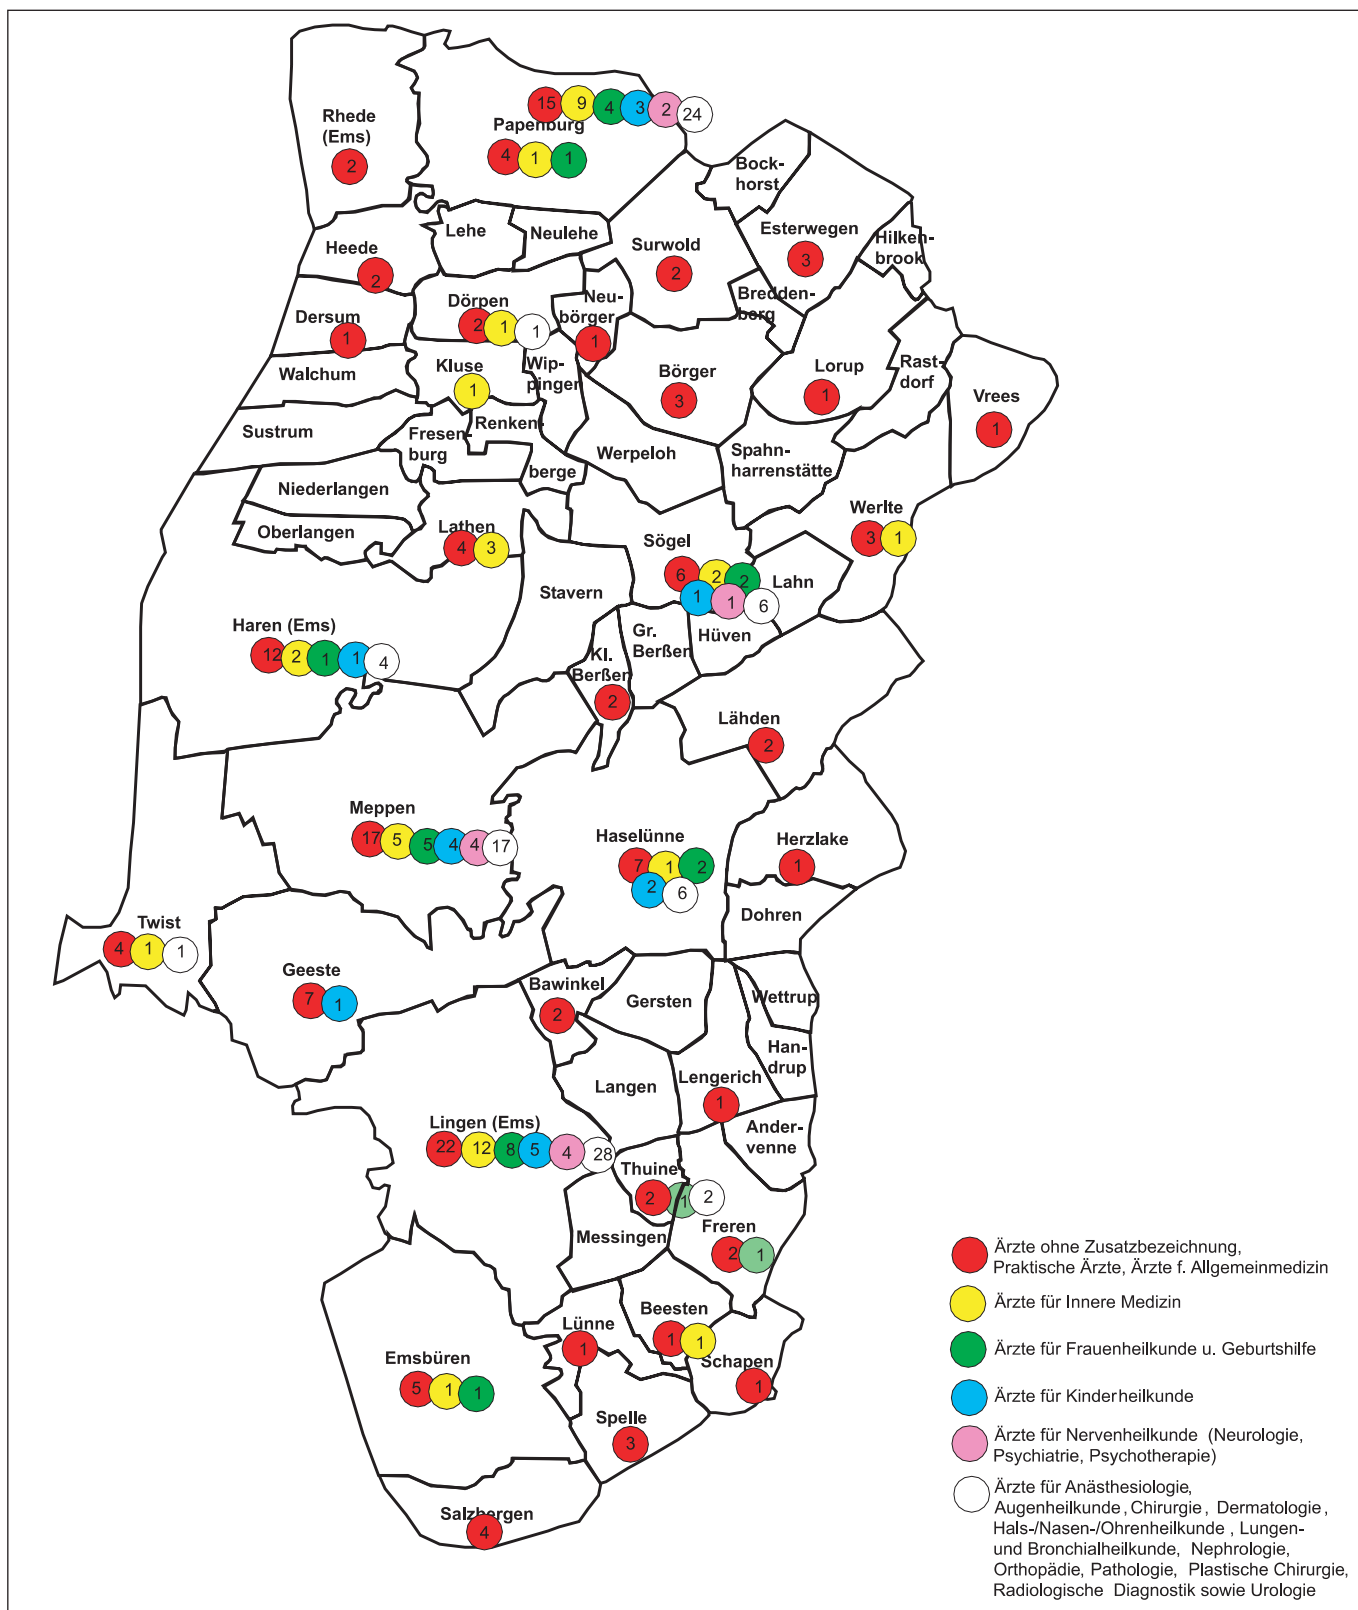 15 9 4 3 2 24
Papenburg
4 1 1
Rhede
(Ems)
2
Bock-
horst
Esterwegen
3
Hilken-
brook
Lehe
Neulehe
Surwold
2
Heede
2
Dersum
1
Dörpen
2 1 1
Neu-
börger
1
Bredden-
berg
Walchum
Kluse
1
Wip-
pingen
Börger
3
Lorup
1
Rast-
dorf
Vrees
1
Sustrum
Fresen-
burg
Renken-
berge
Werpeloh
Spahn-
harrenstätte
Niederlangen
Oberlangen
Lathen
4 3
Werlte
3 1
Sögel
6 2 2
1 1 6
Lahn
Stavern
Haren (Ems)
12 2 1 1 4
Gr.
Berßen
Hüven
Kl.
Berßen
2
Lähden
2
Meppen
17 5 5 4 4 17
Haselünne
7 1 2
2 6
Herzlake
1
Dohren
Twist
4 1 1
Geeste
7 1
Bawinkel
2
Gersten
Wettrup
Han-
drup
Langen
Lengerich
1
Ander-
venne
Lingen (Ems)
22 12 8 5 4 28
Thuine
2 1 2
Messingen
Freren
2 1
Beesten
1 1
Lünne
1
Schapen
1
Emsbüren
5 1 1
Spelle
3
Salzbergen
4
Ärzte ohne Zusatzbezeichnung,
Praktische Ärzte, Ärzte f. Allgemeinmedizin
Ärzte für Innere Medizin
Ärzte für Frauenheilkunde u. Geburtshilfe
Ärzte für Kinderheilkunde
Ärzte für Nervenheilkunde (Neurologie,
Psychiatrie, Psychotherapie)
Ärzte für Anästhesiologie,
Augenheilkunde, Chirurgie, Dermatologie,
Hals-/Nasen-/Ohrenheilkunde, Lungen-
und Bronchialheilkunde, Nephrologie,
Orthopädie, Pathologie, Plastische Chirurgie,
Radiologische Diagnostik sowie Urologie